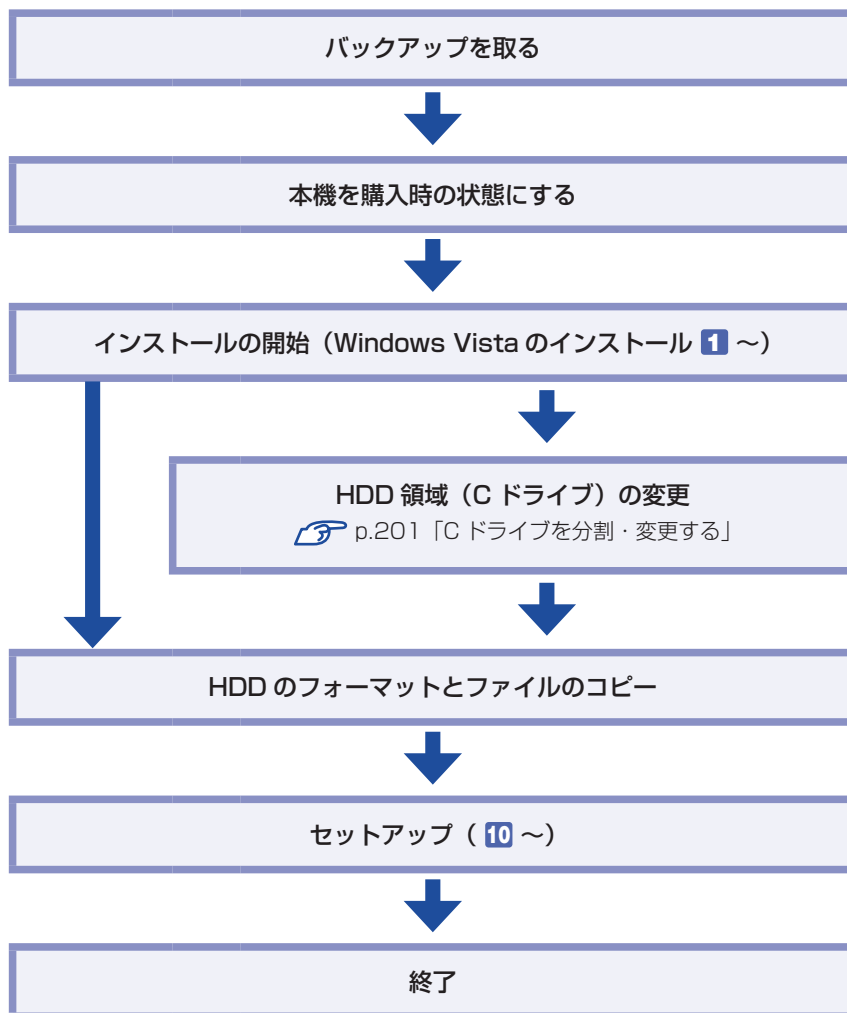 バックアップを取る
本機を購入時の状態にする
インストールの開始（Windows Vista のインストール 1 ～）
HDD 領域（C ドライブ）の変更
p.201「C ドライブを分割・変更する」
HDD のフォーマットとファイルのコピー
セットアップ（ 10 ～）
終了